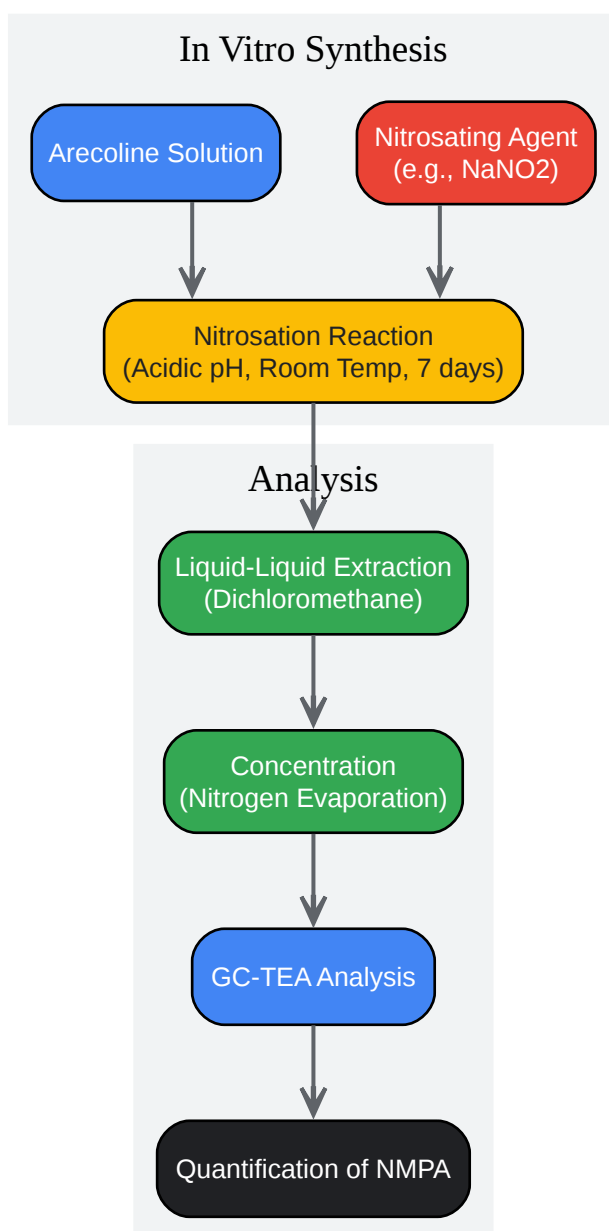 In Vitro Synthesis
Arecoline Solution
Nitrosating Agent
(e.g., NaNO2)
Nitrosation Reaction
(Acidic pH, Room Temp, 7 days)
Analysis
Liquid-Liquid Extraction
(Dichloromethane)
Concentration
(Nitrogen Evaporation)
GC-TEA Analysis
Quantification of NMPA